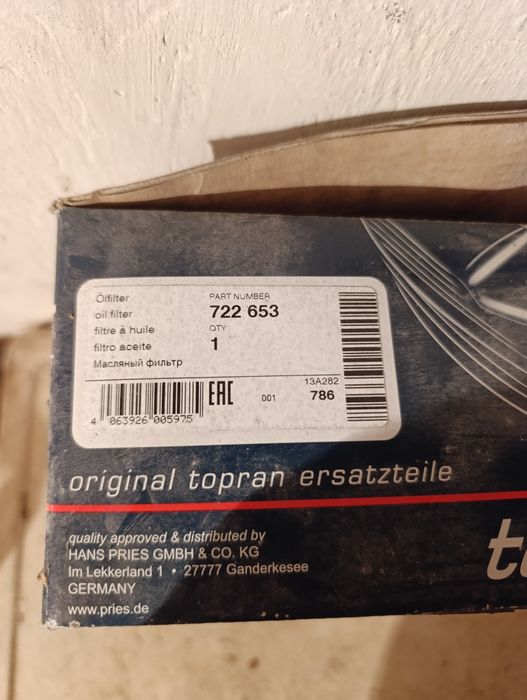 Ölfilter
oil filter
filtre à huile
filtro aceite
Масляный фильтр
PART NUMBER
722 653
QTY
1
4 063926 005975
EAC
001
13A282
786
original topran ersatzteile
quality approved & distributed by
HANS PRIES GMBH & CO. KG
Im Lekkerland 1 • 27777 Ganderkesee
GERMANY
www.pries.de